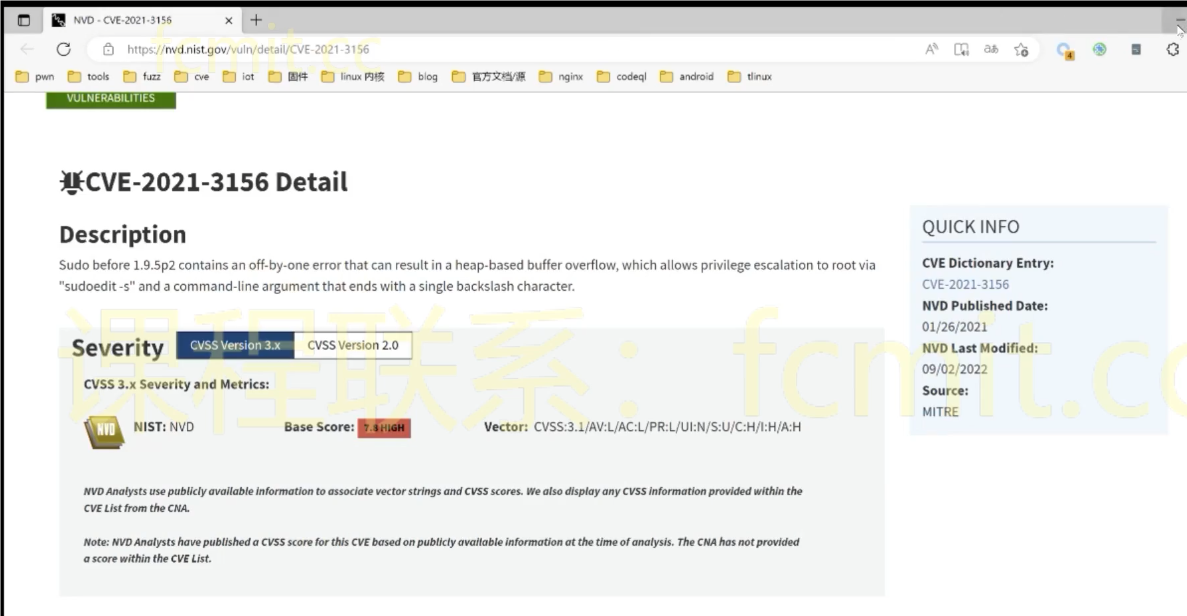 NVD - CVE-2021-3156
https://nvd.nist.gov/vuln/detail/CVE-2021-3156
pwn tools fuzz cve iot 固件 linux 内核 blog 官方文档/源 nginx codeql android tlinux
VULNERABILITIES
CVE-2021-3156 Detail
Description
Sudo before 1.9.5p2 contains an off-by-one error that can result in a heap-based buffer overflow, which allows privilege escalation to root via
"sudoedit -s" and a command-line argument that ends with a single backslash character.
Severity CVSS Version 3.x CVSS Version 2.0
CVSS 3.x Severity and Metrics:
NVD NIST: NVD Base Score: 7.8 HIGH Vector: CVSS:3.1/AV:L/AC:L/PR:L/UI:N/S:U/C:H/I:H/A:H
NVD Analysts use publicly available information to associate vector strings and CVSS scores. We also display any CVSS information provided within the
CVE List from the CNA.
Note: NVD Analysts have published a CVSS score for this CVE based on publicly available information at the time of analysis. The CNA has not provided
a score within the CVE List.
QUICK INFO
CVE Dictionary Entry:
CVE-2021-3156
NVD Published Date:
01/26/2021
NVD Last Modified:
09/02/2022
Source:
MITRE
fcmit.cc
课程联系：fcmit.cc